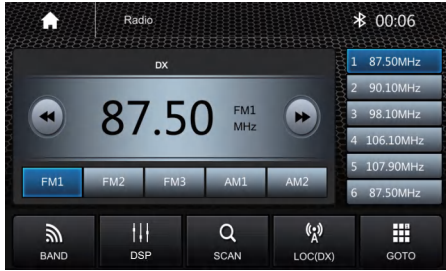 Radio 00:06
DX
87.50 FM1 MHz
FM1 FM2 FM3 AM1 AM2
1 87.50MHz
2 90.10MHz
3 98.10MHz
4 106.10MHz
5 107.90MHz
6 87.50MHz
BAND DSP SCAN LOC(DX) GOTO